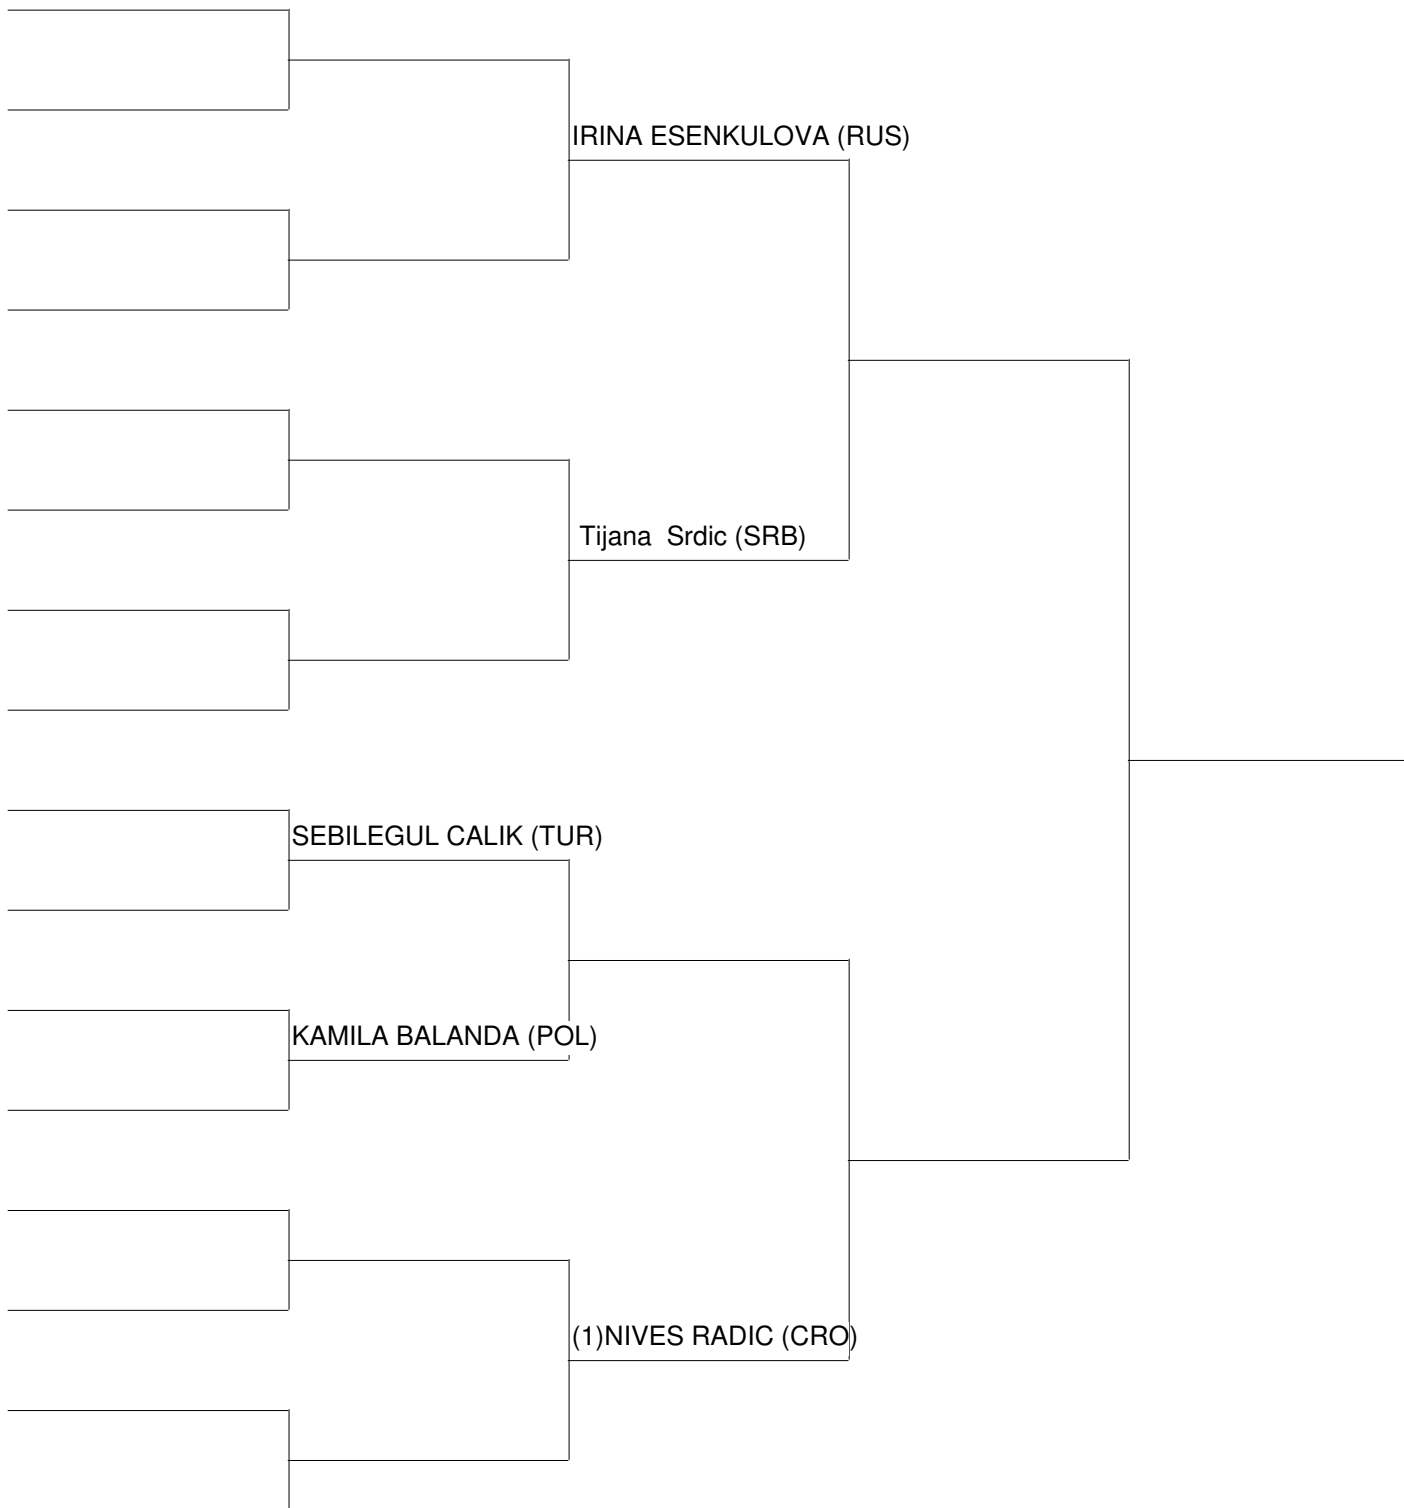 IRINA ESENKULOVA (RUS)
Tijana  Srdic (SRB)
SEBILEGUL CALIK (TUR)
KAMILA BALANDA (POL)
(1)NIVES RADIC (CRO)